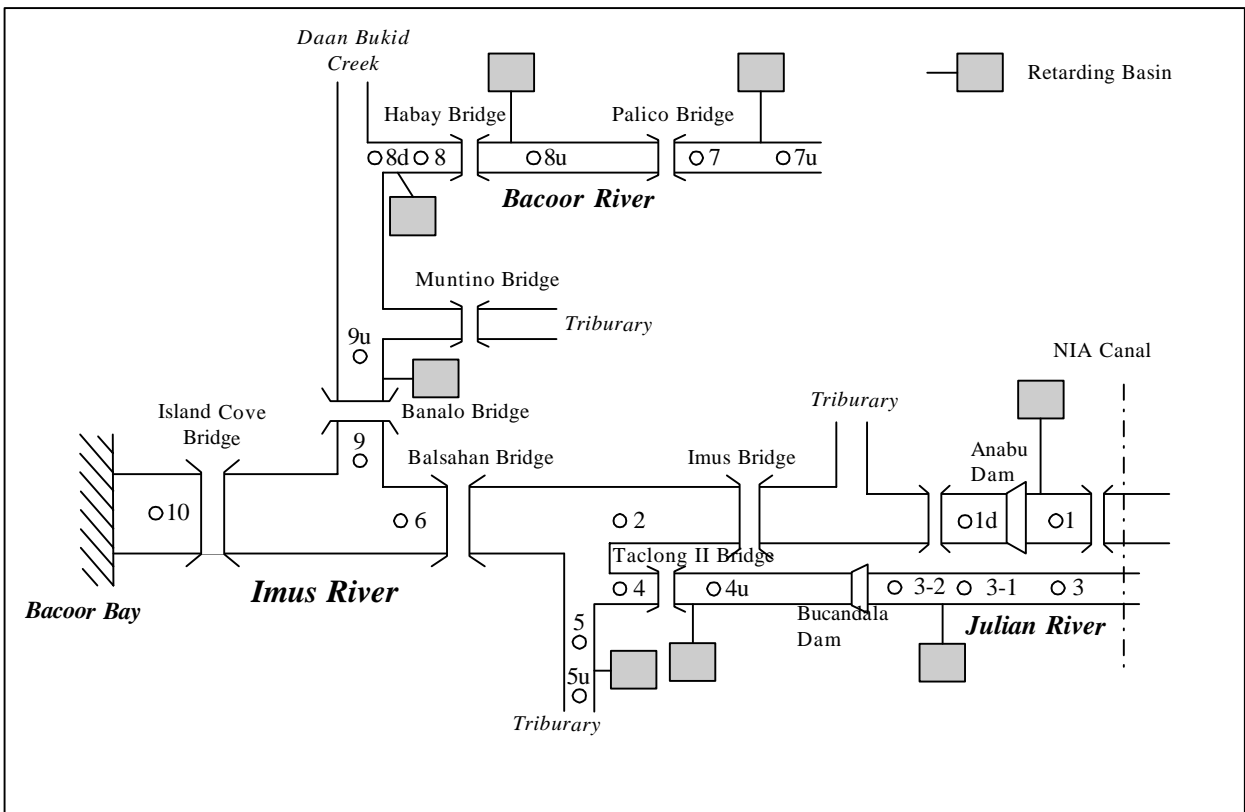 Daan Bukid
Creek
Retarding Basin
Habay Bridge
Palico Bridge
8d
8
8u
7
7u
Bacoor River
Muntino Bridge
Triburary
9u
NIA Canal
Island Cove
Bridge
Banalo Bridge
Triburary
9
Balsahan Bridge
Imus Bridge
Anabu
Dam
10
6
2
1d
1
Taclong II Bridge
Imus River
4
4u
3-2
3-1
3
Bacoor Bay
Bucandala
Dam
Julian River
5
5u
Triburary